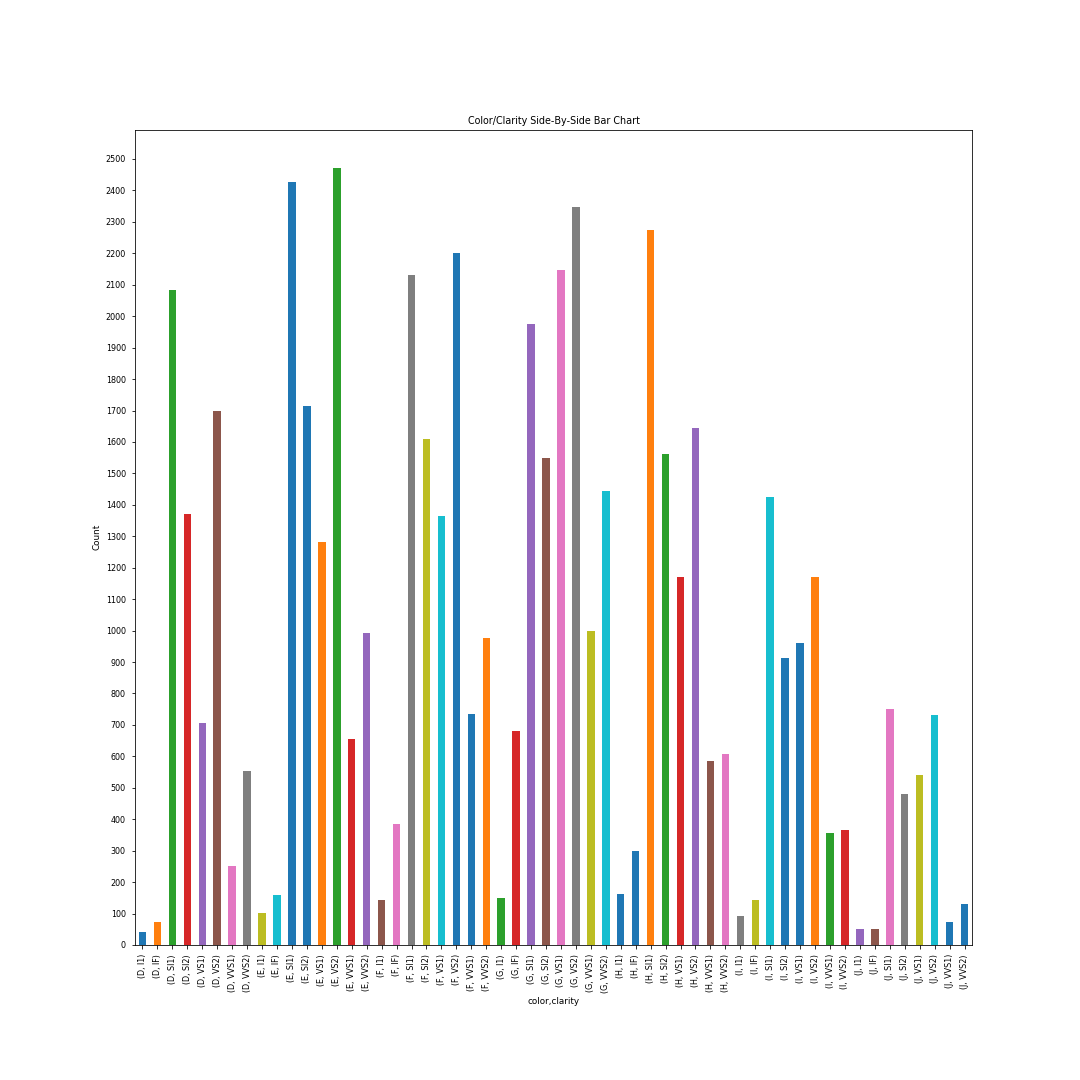 Color/Clarity Side-By-Side Bar Chart
2500
2400
2300
2200
2100
2000
1900
1800
1700
1600
1500
1400
1300
1200
1100
1000
900
800
700
600
500
400
300
200
100
0
Count
(D, I1)
(D, IF)
(D, SI1)
(D, SI2)
(D, VS1)
(D, VS2)
(D, VVS1)
(D, VVS2)
(E, I1)
(E, IF)
(E, SI1)
(E, SI2)
(E, VS1)
(E, VS2)
(E, VVS1)
(E, VVS2)
(F, I1)
(F, IF)
(F, SI1)
(F, SI2)
(F, VS1)
(F, VS2)
(F, VVS1)
(F, VVS2)
(G, I1)
(G, IF)
(G, SI1)
(G, SI2)
(G, VS1)
(G, VS2)
(G, VVS1)
(G, VVS2)
(H, I1)
(H, IF)
(H, SI1)
(H, SI2)
(H, VS1)
(H, VS2)
(H, VVS1)
(H, VVS2)
(I, I1)
(I, IF)
(I, SI1)
(I, SI2)
(I, VS1)
(I, VS2)
(I, VVS1)
(I, VVS2)
(J, I1)
(J, IF)
(J, SI1)
(J, SI2)
(J, VS1)
(J, VS2)
(J, VVS1)
(J, VVS2)
color,clarity